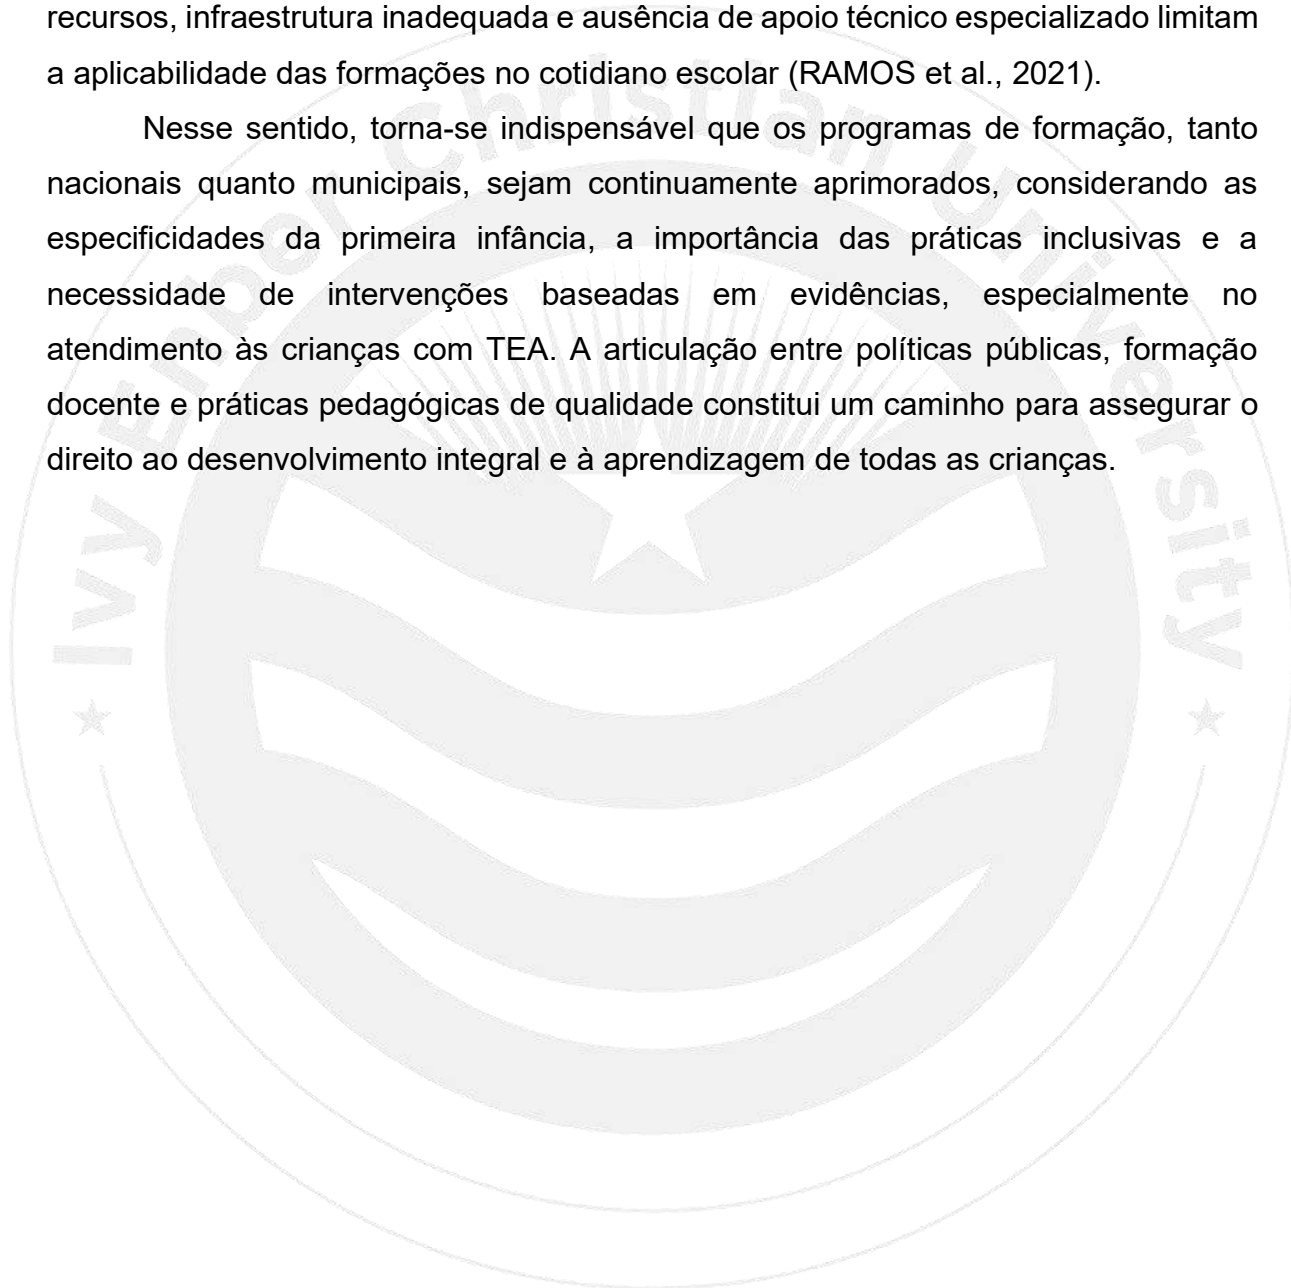 recursos, infraestrutura inadequada e ausência de apoio técnico especializado limitam
a aplicabilidade das formações no cotidiano escolar (RAMOS et al., 2021).
Nesse sentido, torna-se indispensável que os programas de formação, tanto
nacionais quanto municipais, sejam continuamente aprimorados, considerando as
especificidades da primeira infância, a importância das práticas inclusivas e a
necessidade de intervenções baseadas em evidências, especialmente no
atendimento às crianças com TEA. A articulação entre políticas públicas, formação
docente e práticas pedagógicas de qualidade constitui um caminho para assegurar o
direito ao desenvolvimento integral e à aprendizagem de todas as crianças.
Ivy Enber Christian University